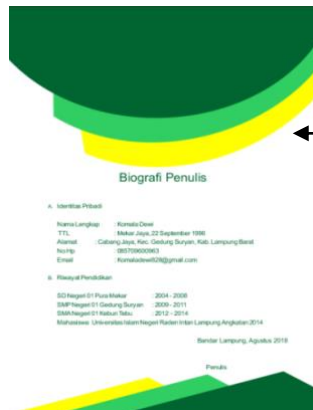 Biografi Penulis
A. Identitas Pribadi
Nama Lengkap : Komala Dewi
TTL : Mekar Jaya, 22 September 1996
Alamat : Cabang Jaya, Kec. Gedung Suryan, Kab. Lampung Barat
No Hp : 085709600963
Email : Komaladewi828@gmail.com
B. Riwayat Pendidikan
SD Negeri 01 Pura Mekar : 2004 - 2008
SMP Negeri 01 Gedung Suryan : 2009 - 2011
SMA Negeri 01 Kebun Tebu : 2012 - 2014
Mahasiswa Universitas Islam Negeri Raden Intan Lampung Angkatan 2014
Bandar Lampung, Agustus 2018
Penulis